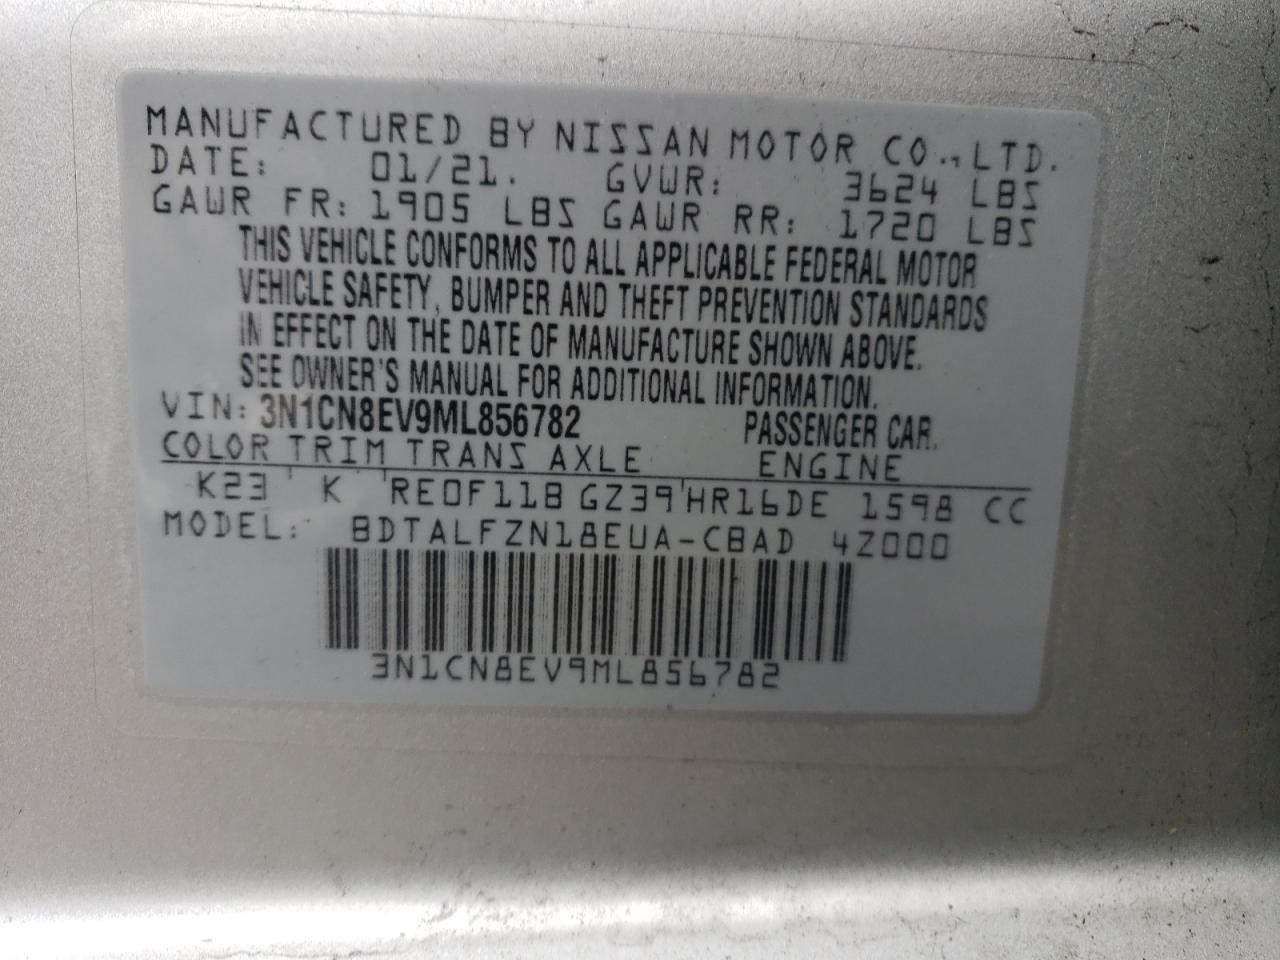 MANUFACTURED BY NISSAN MOTOR CO.,LTD.
DATE: 01/21. GVWR: 3624 LBS
GAWR FR: 1905 LBS GAWR RR: 1720 LBS
THIS VEHICLE CONFORMS TO ALL APPLICABLE FEDERAL MOTOR
VEHICLE SAFETY, BUMPER AND THEFT PREVENTION STANDARDS
IN EFFECT ON THE DATE OF MANUFACTURE SHOWN ABOVE.
SEE OWNER'S MANUAL FOR ADDITIONAL INFORMATION.
VIN: 3N1CN8EV9ML856782 PASSENGER CAR.
COLOR TRIM TRANS AXLE ENGINE
K23 ' K 'RE0F11B GZ39'HR16DE 1598 CC
MODEL: BDTALFZN18EUA-CBAD 4Z000
3N1CN8EV9ML856782